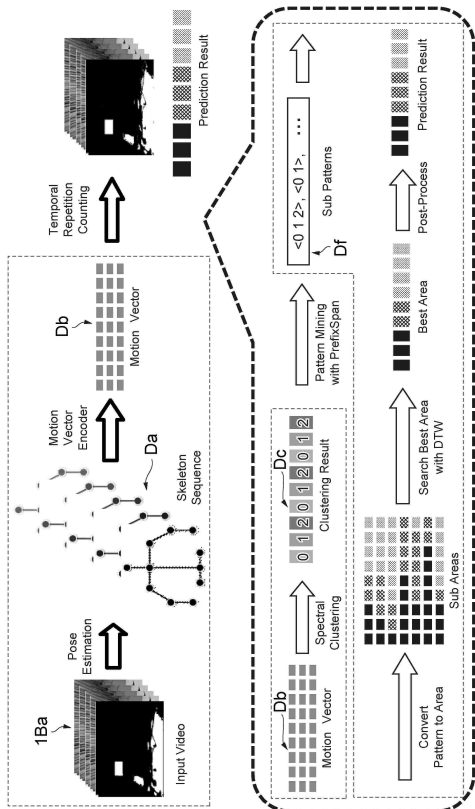 1Ba
Input Video
Pose
Estimation
Da
Skeleton
Sequence
Motion
Vector
Encoder
Db
Motion
Vector
Temporal
Repetition
Counting
Prediction Result
Db
Motion Vector
Spectral
Clustering
Dc
0 1 2 0 1 2 0 1 2
Clustering Result
Pattern Mining
with PrefixSpan
Df
<0 1 2>, <0 1>, ...
Sub Patterns
Convert
Pattern to Area
Sub Areas
Search Best Area
with DTW
Best Area
Post-Process
Prediction Result